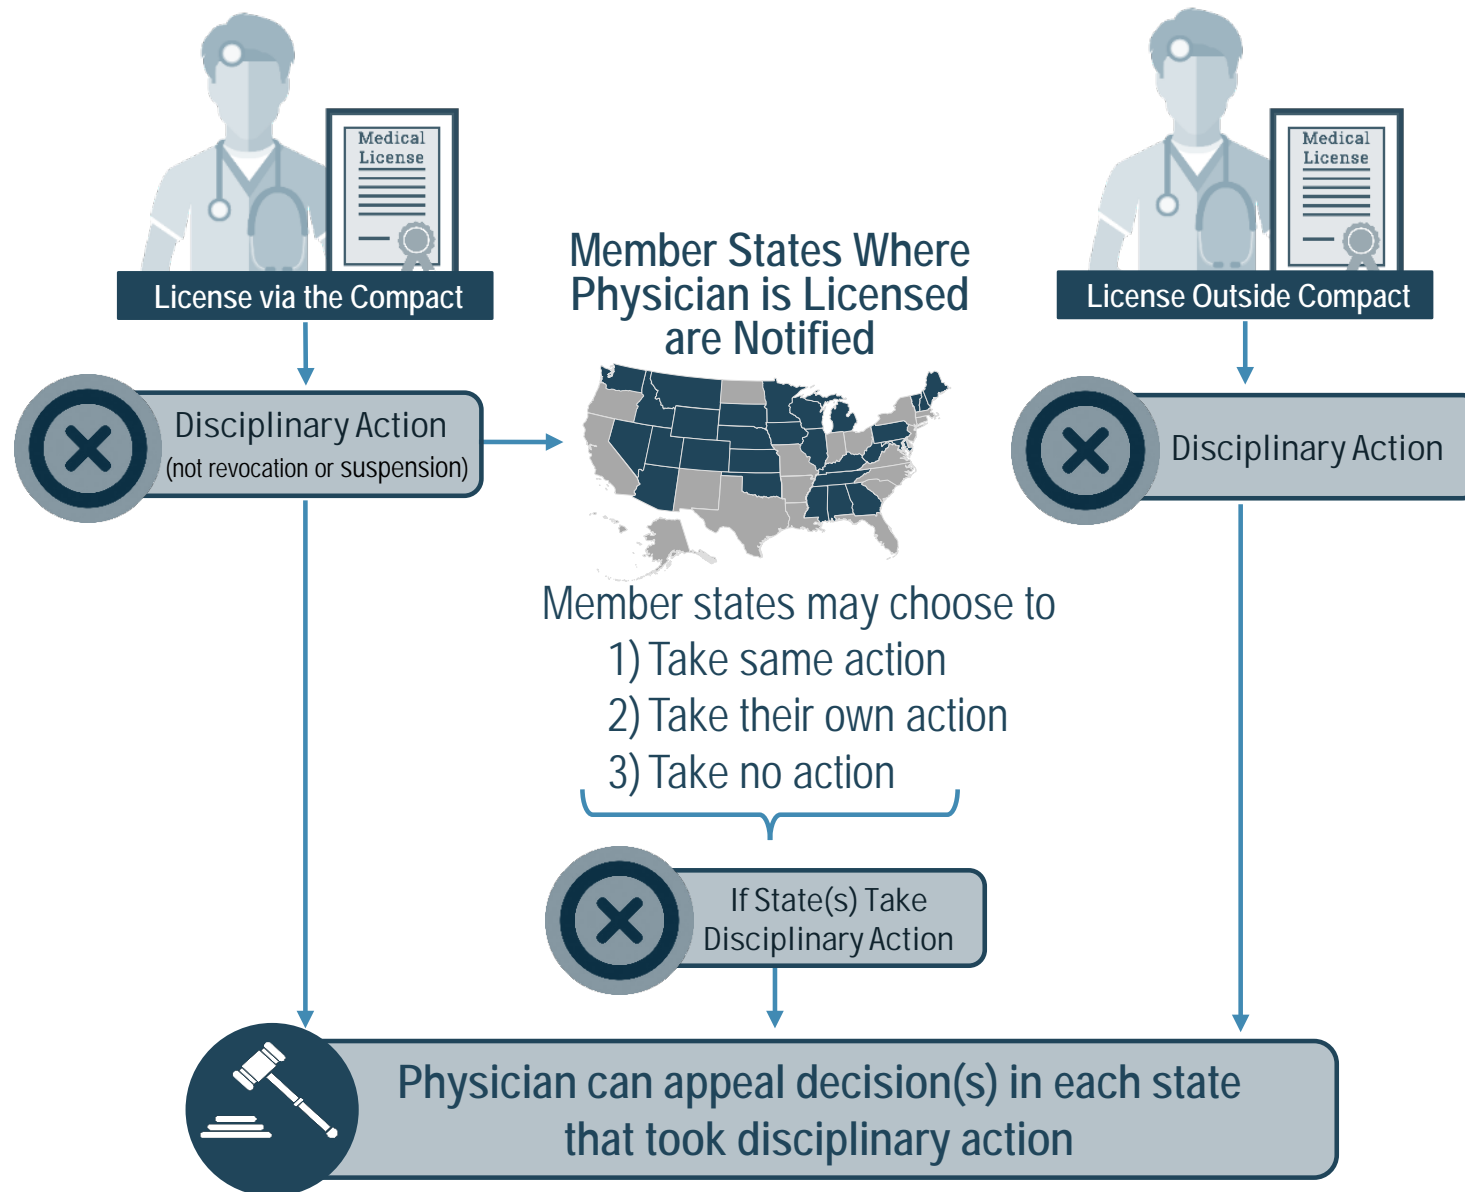 Medical
License
License via the Compact
Disciplinary Action
(not revocation or suspension)
Member States Where
Physician is Licensed
are Notified
Member states may choose to
1) Take same action
2) Take their own action
3) Take no action
If State(s) Take
Disciplinary Action
Medical
License
License Outside Compact
Disciplinary Action
Physician can appeal decision(s) in each state
that took disciplinary action